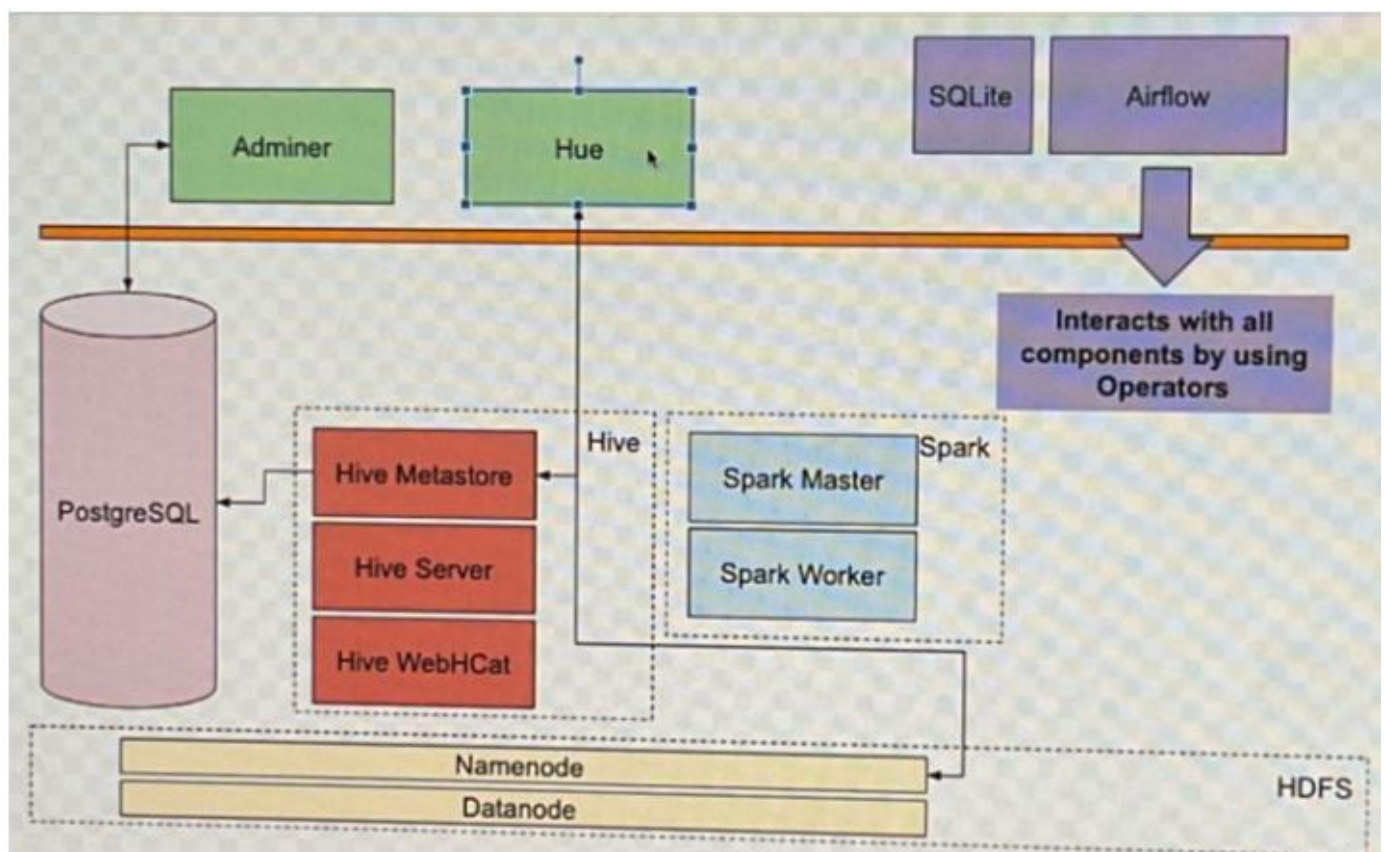 SQLite
Airflow
Adminer
Hue
Interacts with all
components by using
Operators
Hive
Spark
Hive Metastore
Spark Master
PostgreSQL
Hive Server
Spark Worker
Hive WebHCat
Namenode
HDFS
Datanode